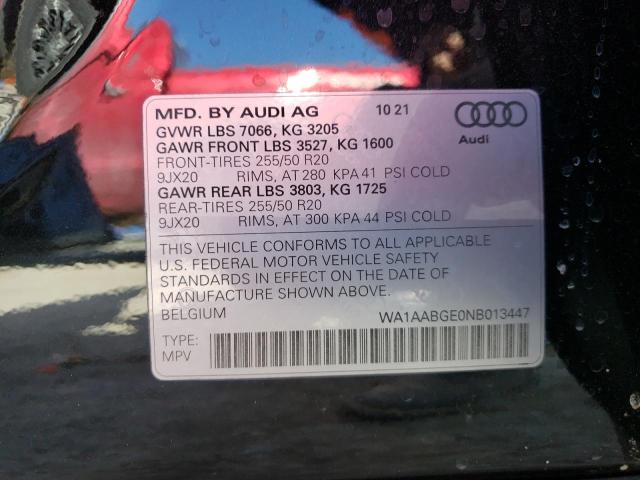 MFD. BY AUDI AG 10 21
GVWR LBS 7066, KG 3205
GAWR FRONT LBS 3527, KG 1600
FRONT-TIRES 255/50 R20
9JX20 RIMS, AT 280 KPA 41 PSI COLD
GAWR REAR LBS 3803, KG 1725
REAR-TIRES 255/50 R20
9JX20 RIMS, AT 300 KPA 44 PSI COLD
Audi
THIS VEHICLE CONFORMS TO ALL APPLICABLE
U.S. FEDERAL MOTOR VEHICLE SAFETY
STANDARDS IN EFFECT ON THE DATE OF
MANUFACTURE SHOWN ABOVE.
BELGIUM WA1AABGE0NB013447
TYPE:
MPV